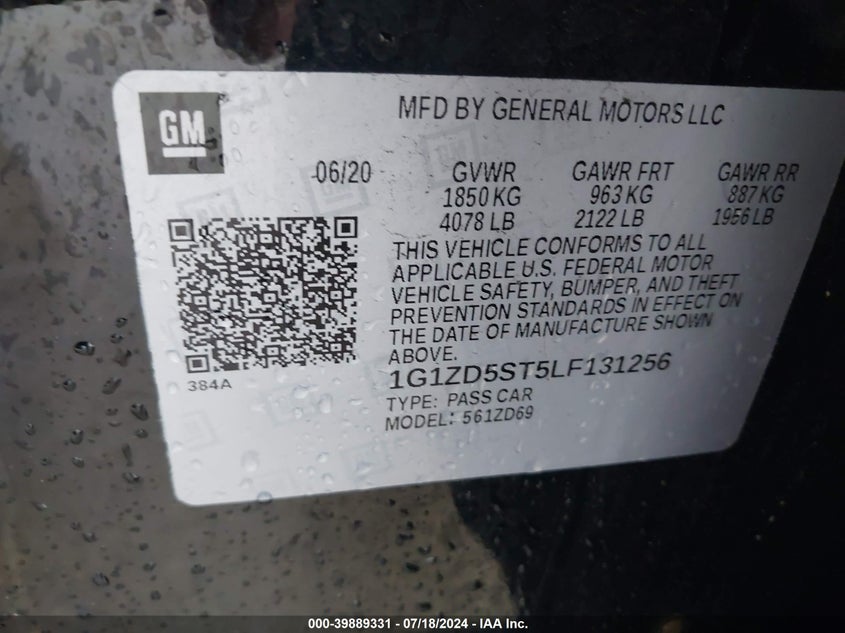 GM
MFD BY GENERAL MOTORS LLC
06/20 GVWR GAWR FRT GAWR RR
1850 KG 963 KG 887 KG
4078 LB 2122 LB 1956 LB
THIS VEHICLE CONFORMS TO ALL
APPLICABLE U.S. FEDERAL MOTOR
VEHICLE SAFETY, BUMPER, AND THEFT
PREVENTION STANDARDS IN EFFECT ON
THE DATE OF MANUFACTURE SHOWN
ABOVE.
384A
1G1ZD5ST5LF131256
TYPE: PASS CAR
MODEL: 561ZD69
000-39889331 - 07/18/2024 - IAA Inc.